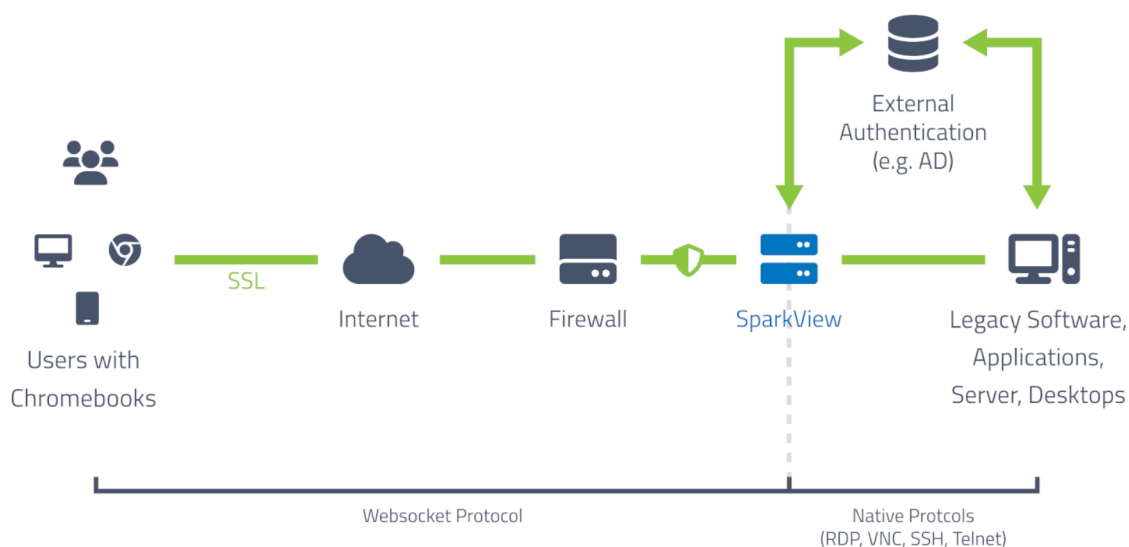 External
Authentication
(e.g. AD)
SSL
Internet
Firewall
SparkView
Legacy Software,
Applications,
Server, Desktops
Users with
Chromebooks
Websocket Protocol
Native Protcols
(RDP, VNC, SSH, Telnet)